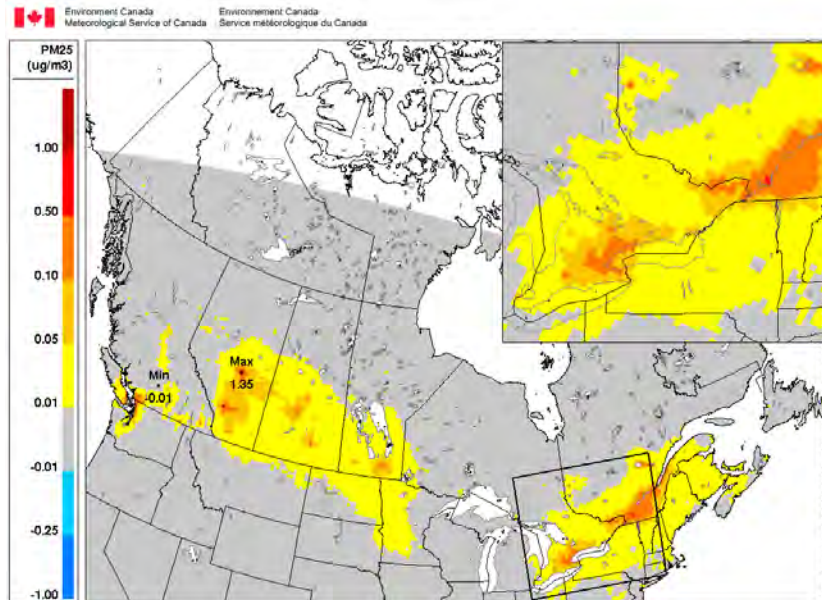 Environment Canada Environnement Canada
Meteorological Service of Canada Service météorologique du Canada
PM25
(ug/m3)
1.00
0.50
0.10
0.05
0.01
-0.01
-0.25
-1.00
Min
-0.01
Max
1.35